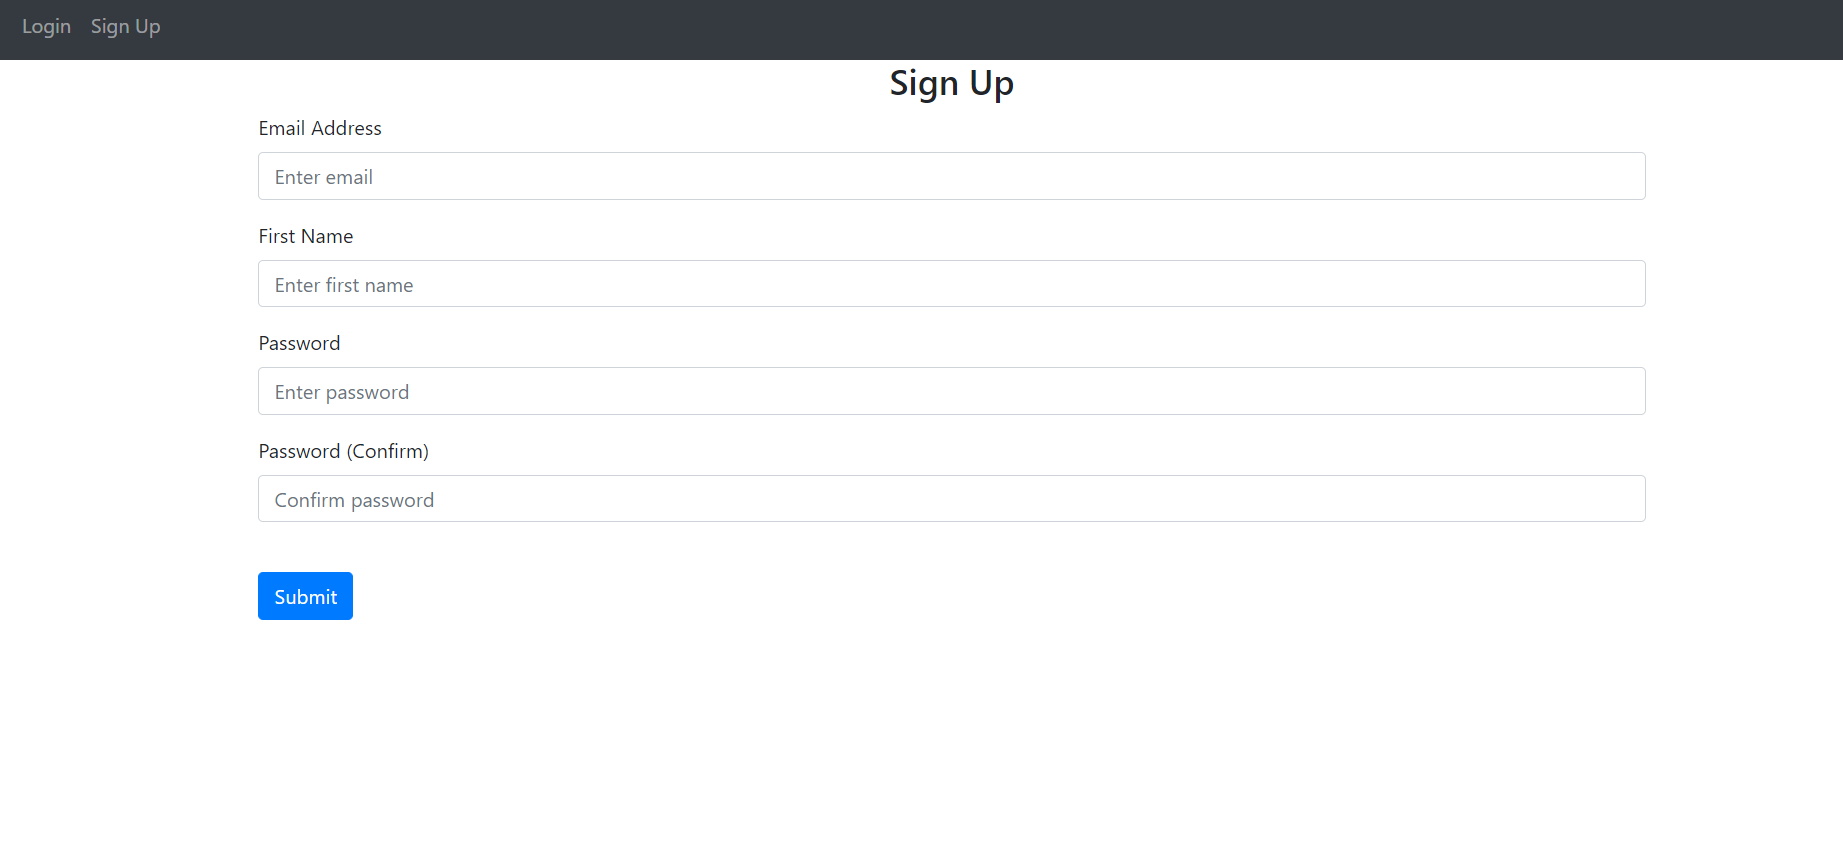 Login Sign Up
Sign Up
Email Address
Enter email
First Name
Enter first name
Password
Enter password
Password (Confirm)
Confirm password
Submit